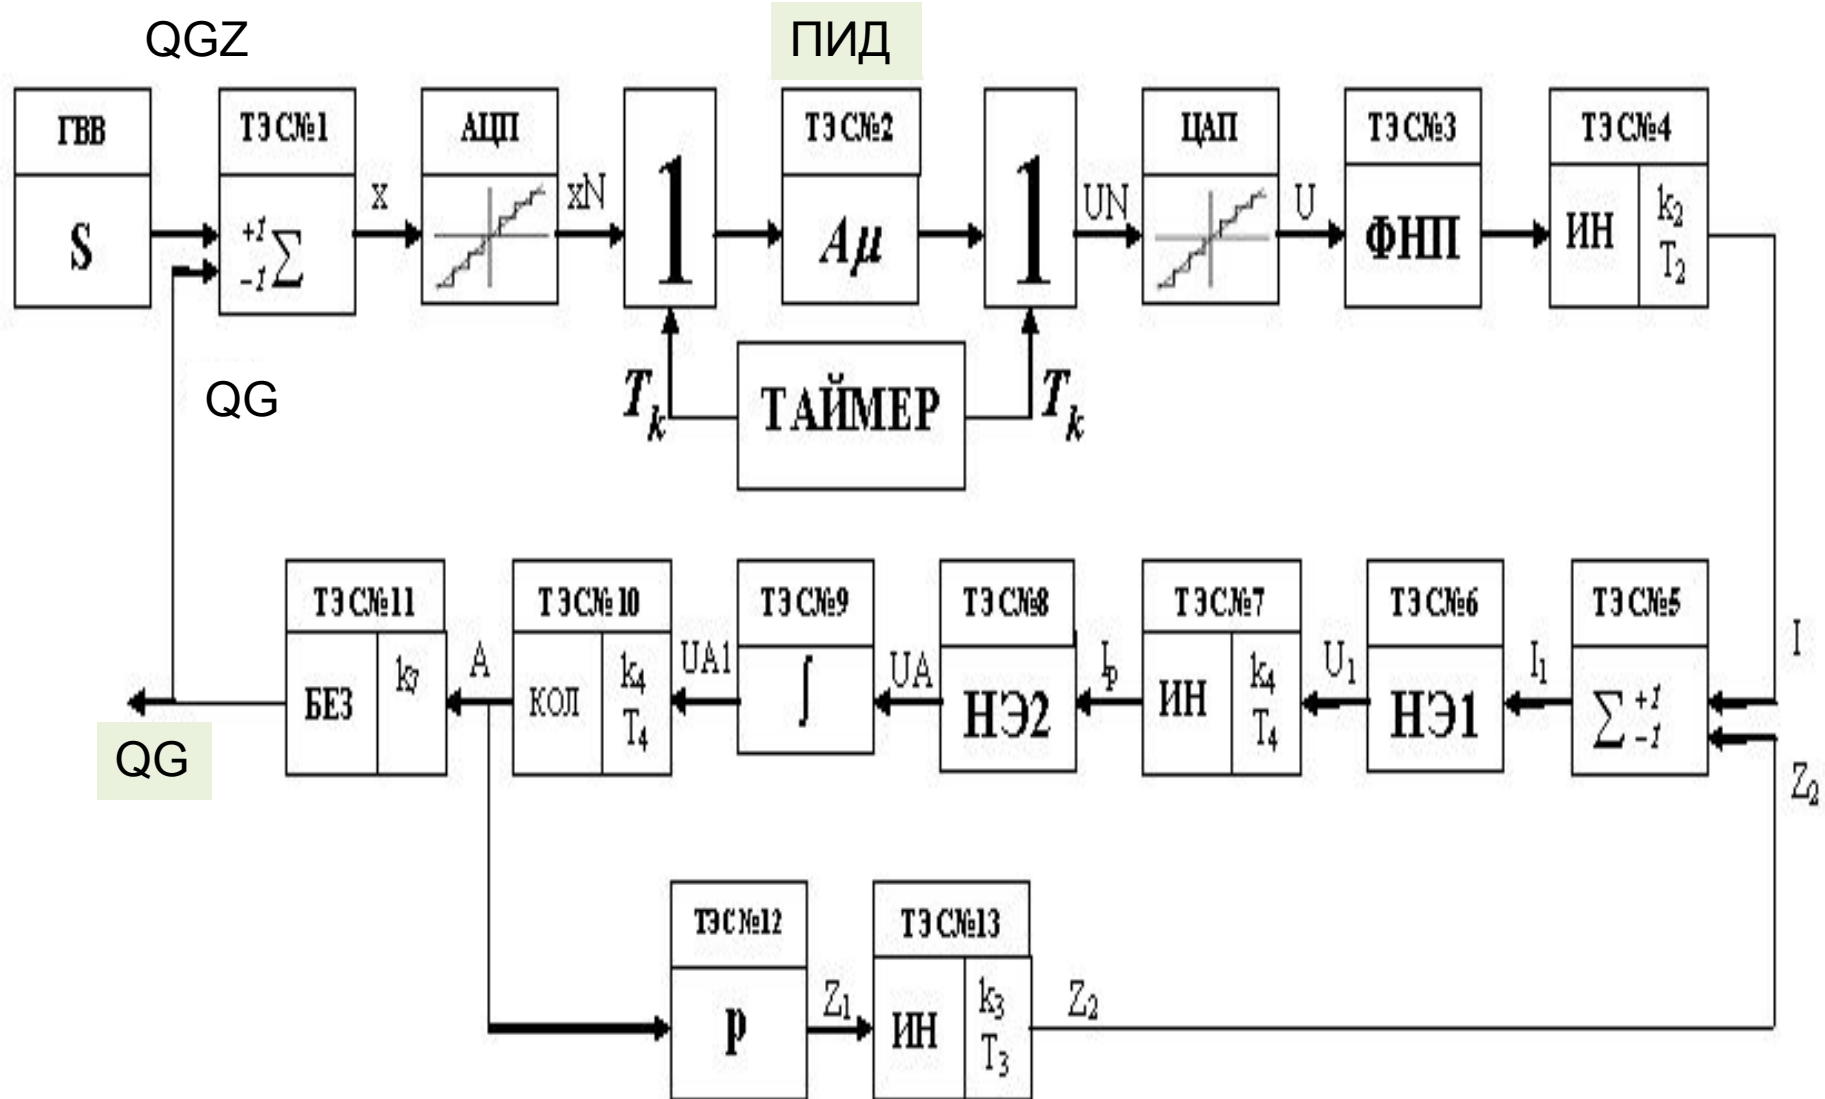 QGZ
ПИД
ГВВ
S
ТЭС№1
+1
−1 Σ
x
АЦП
xN
1
ТЭС№2
Aμ
1
UN
ЦАП
U
ТЭС№3
ФНП
ТЭС№4
ИН
k2
T2
QG
Tk
ТАЙМЕР
Tk
ТЭС№11
БЕЗ
k7
A
ТЭС№10
КОЛ
k4
T4
UA1
ТЭС№9
∫
UA
ТЭС№8
НЭ2
Ip
ТЭС№7
ИН
k4
T4
U1
ТЭС№6
НЭ1
I1
ТЭС№5
Σ +1
−1
I
Z2
QG
ТЭС№12
p
Z1
ТЭС№13
ИН
k3
T3
Z2